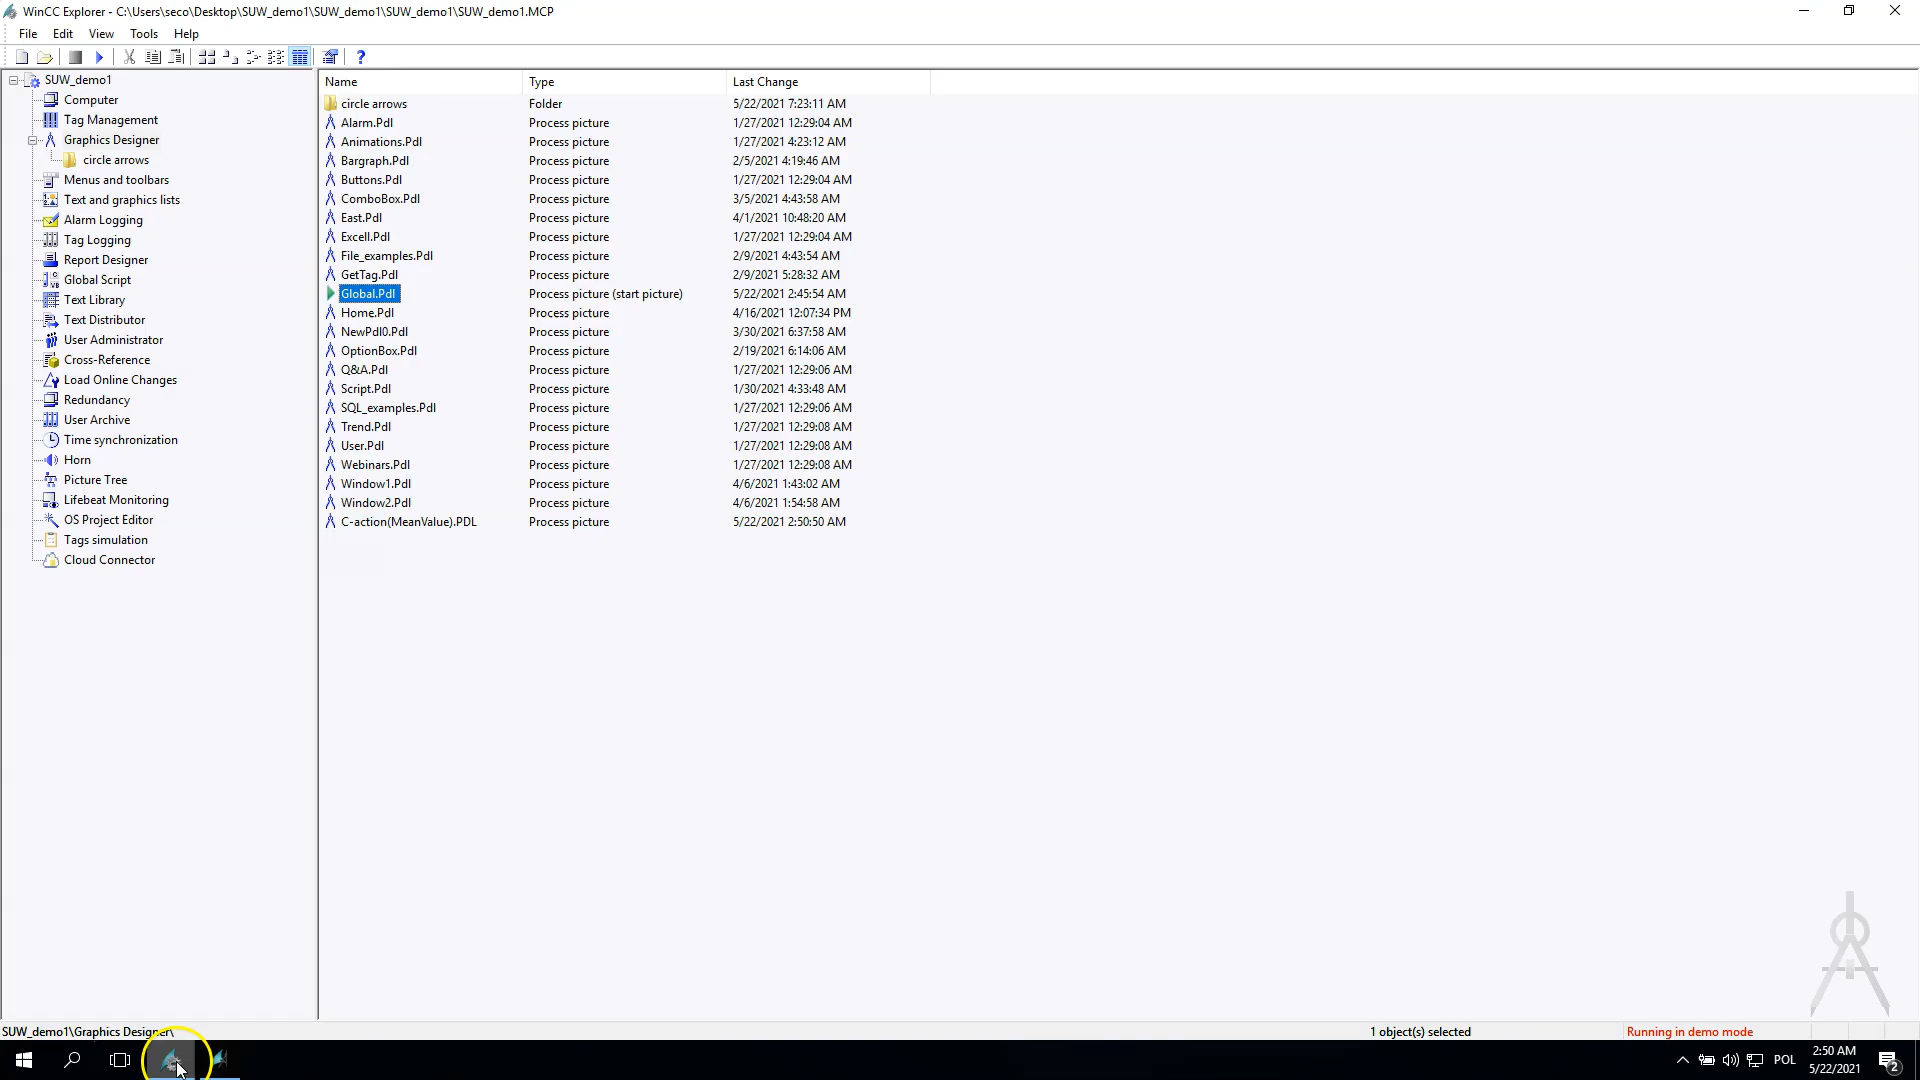 WinCC Explorer - C:\Users\seco\Desktop\SUW_demo1\SUW_demo1\SUW_demo1\SUW_demo1.MCP
File Edit View Tools Help
SUW_demo1
Computer
Tag Management
Graphics Designer
circle arrows
Menus and toolbars
Text and graphics lists
Alarm Logging
Tag Logging
Report Designer
Global Script
Text Library
Text Distributor
User Administrator
Cross-Reference
Load Online Changes
Redundancy
User Archive
Time synchronization
Horn
Picture Tree
Lifebeat Monitoring
OS Project Editor
Tags simulation
Cloud Connector
Name Type Last Change
circle arrows Folder 5/22/2021 7:23:11 AM
Alarm.Pdl Process picture 1/27/2021 12:29:04 AM
Animations.Pdl Process picture 1/27/2021 4:23:12 AM
Bargraph.Pdl Process picture 2/5/2021 4:19:46 AM
Buttons.Pdl Process picture 1/27/2021 12:29:04 AM
ComboBox.Pdl Process picture 3/5/2021 4:43:58 AM
East.Pdl Process picture 4/1/2021 10:48:20 AM
Excell.Pdl Process picture 1/27/2021 12:29:04 AM
File_examples.Pdl Process picture 2/9/2021 4:43:54 AM
GetTag.Pdl Process picture 2/9/2021 5:28:32 AM
Global.Pdl Process picture (start picture) 5/22/2021 2:45:54 AM
Home.Pdl Process picture 4/16/2021 12:07:34 PM
NewPdl0.Pdl Process picture 3/30/2021 6:37:58 AM
OptionBox.Pdl Process picture 2/19/2021 6:14:06 AM
Q&A.Pdl Process picture 1/27/2021 12:29:06 AM
Script.Pdl Process picture 1/30/2021 4:33:48 AM
SQL_examples.Pdl Process picture 1/27/2021 12:29:06 AM
Trend.Pdl Process picture 1/27/2021 12:29:08 AM
User.Pdl Process picture 1/27/2021 12:29:08 AM
Webinars.Pdl Process picture 1/27/2021 12:29:08 AM
Window1.Pdl Process picture 4/6/2021 1:43:02 AM
Window2.Pdl Process picture 4/6/2021 1:54:58 AM
C-action(MeanValue).PDL Process picture 5/22/2021 2:50:50 AM
SUW_demo1\Graphics Designer\ 1 object(s) selected Running in demo mode
POL 2:50 AM
5/22/2021
2